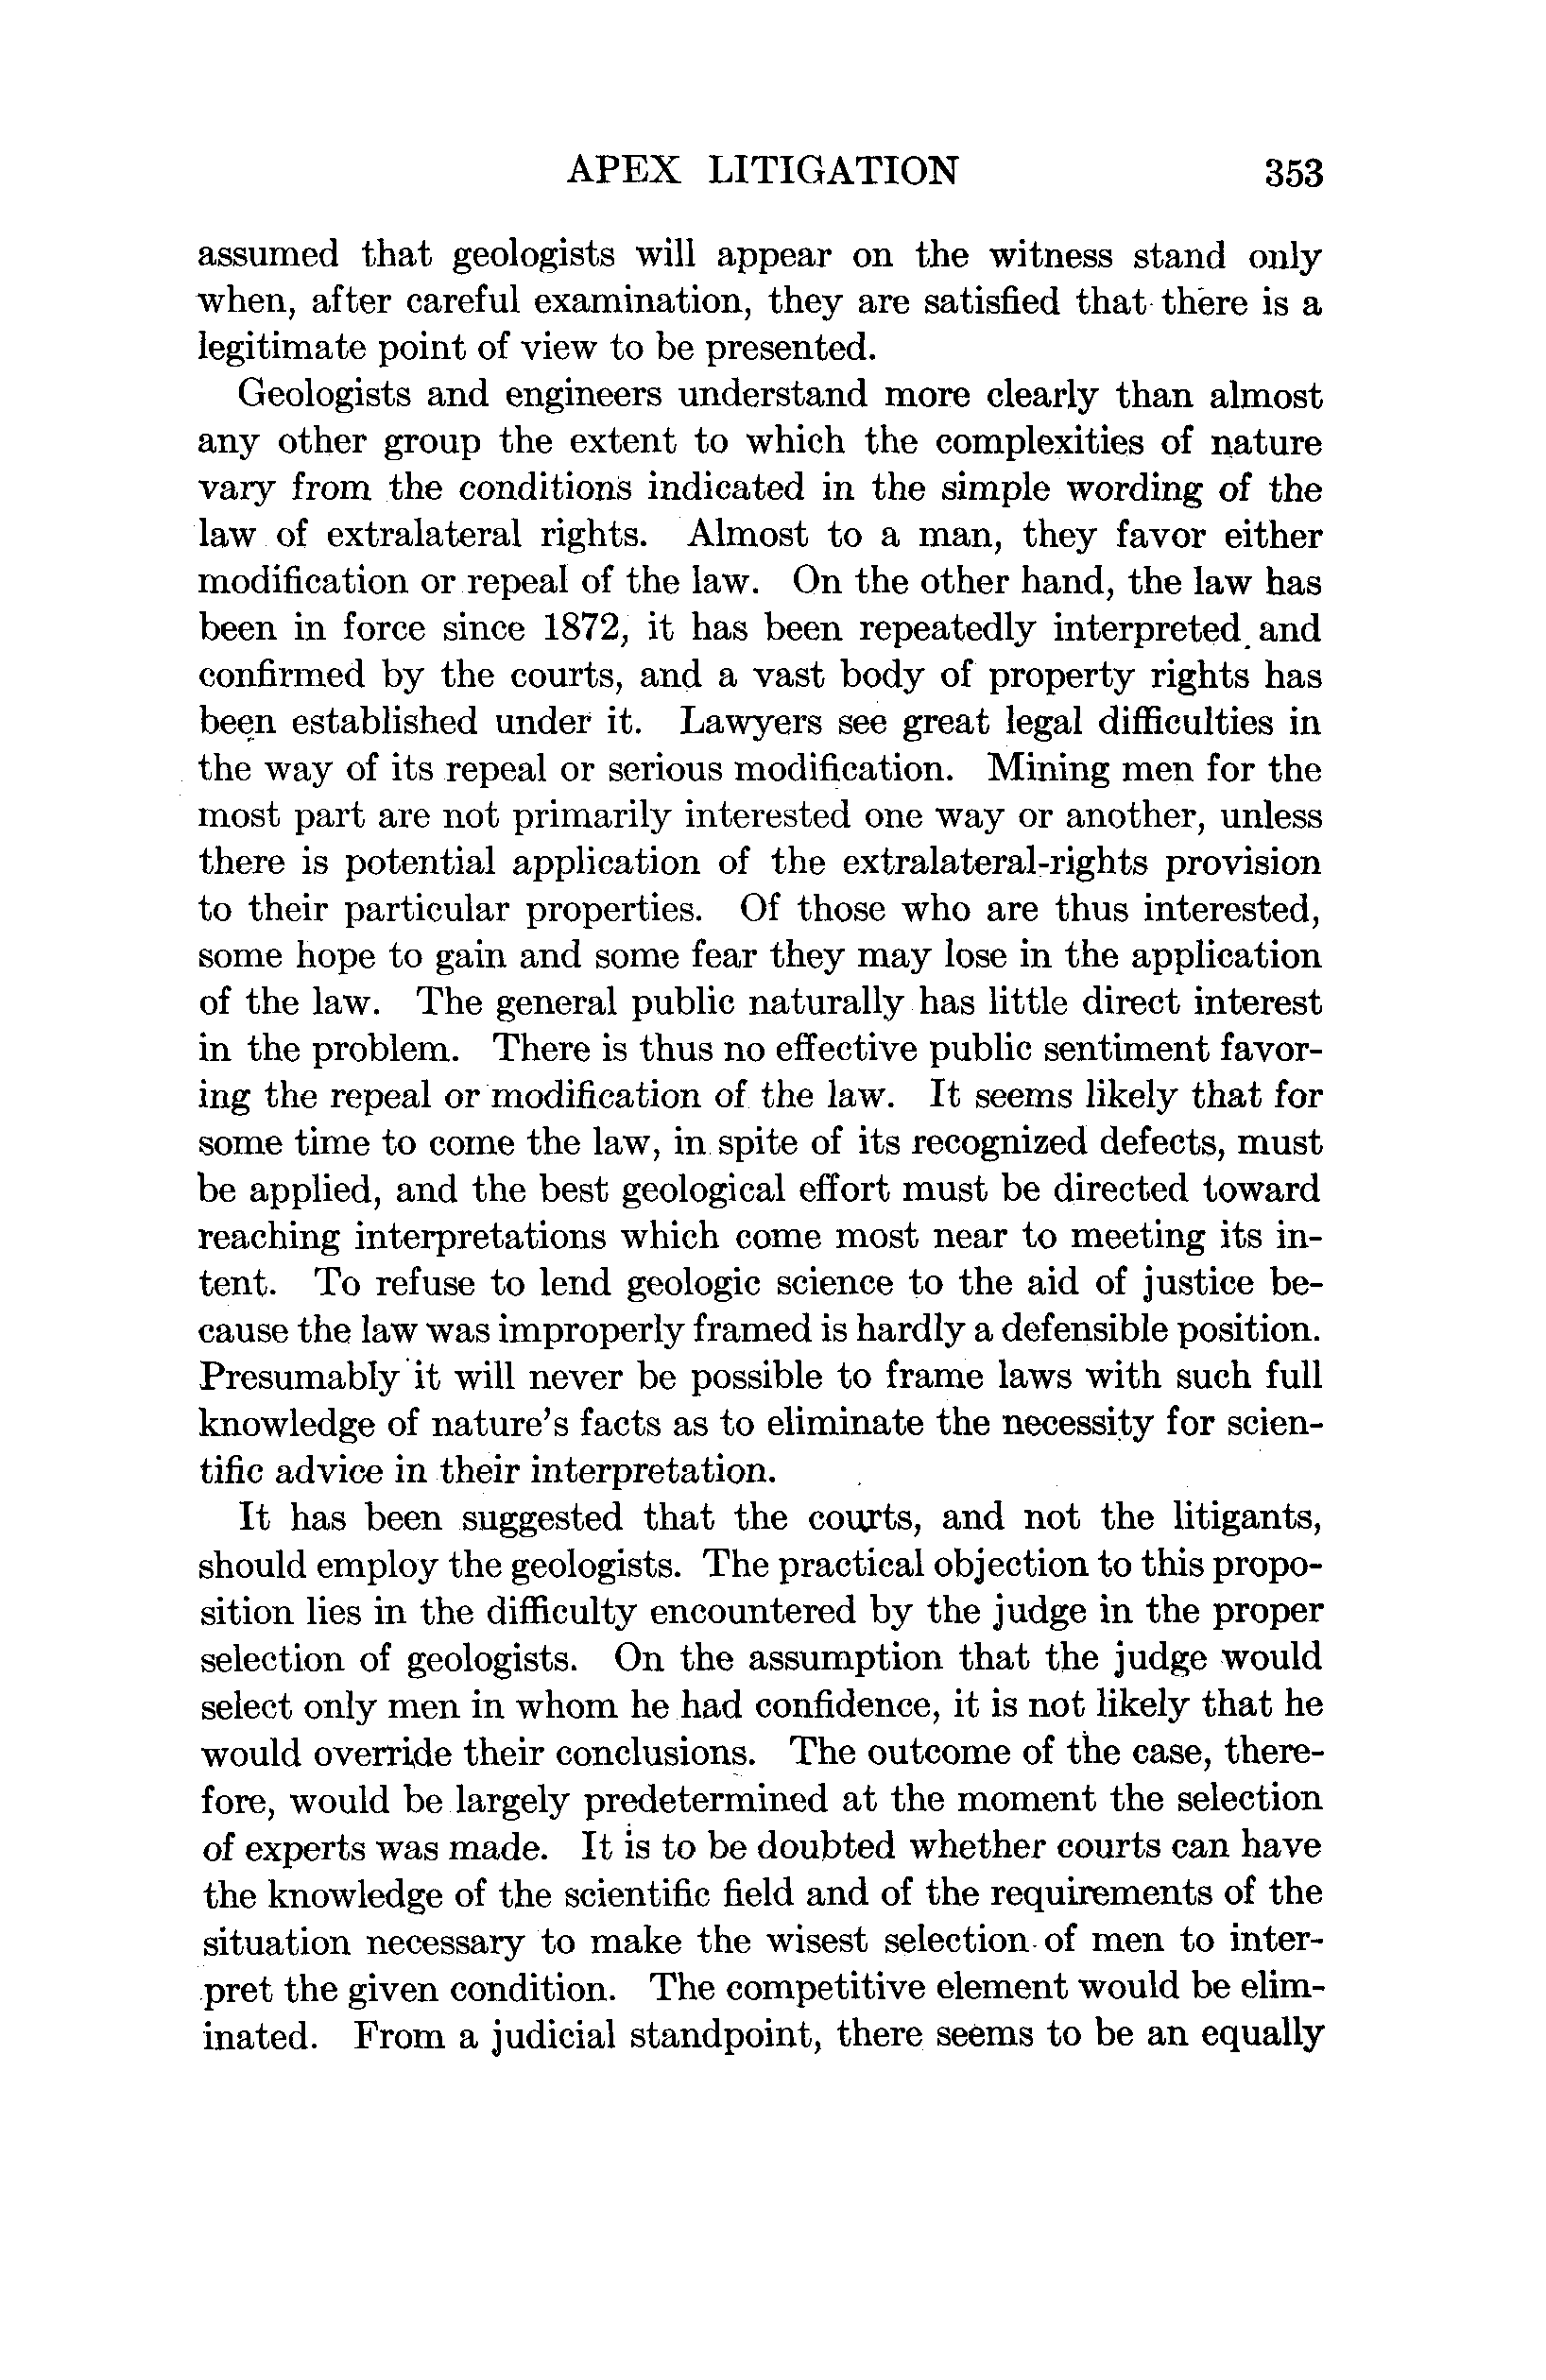 APEX LITIGATION 353
assumed that geologists will appear on the witness stand only
when, after careful examination, they are satisfied that there is a
legitimate point of view to be presented.
Geologists and engineers understand more clearly than almost
any other group the extent to which the complexities of nature
vary from the conditions indicated in the simple wording of the
law of extralateral rights. Almost to a man, they favor either
modification or repeal of the law. On the other hand, the law has
been in force since 1872, it has been repeatedly interpreted and
confirmed by the courts, and a vast body of property rights has
been established under it. Lawyers see great legal difficulties in
the way of its repeal or serious modification. Mining men for the
most part are not primarily interested one way or another, unless
there is potential application of the extralateral-rights provision
to their particular properties. Of those who are thus interested,
some hope to gain and some fear they may lose in the application
of the law. The general public naturally has little direct interest
in the problem. There is thus no effective public sentiment favor-
ing the repeal or modification of the law. It seems likely that for
some time to come the law, in spite of its recognized defects, must
be applied, and the best geological effort must be directed toward
reaching interpretations which come most near to meeting its in-
tent. To refuse to lend geologic science to the aid of justice be-
cause the law was improperly framed is hardly a defensible position.
Presumably it will never be possible to frame laws with such full
knowledge of nature's facts as to eliminate the necessity for scien-
tific advice in their interpretation.
It has been suggested that the courts, and not the litigants,
should employ the geologists. The practical objection to this propo-
sition lies in the difficulty encountered by the judge in the proper
selection of geologists. On the assumption that the judge would
select only men in whom he had confidence, it is not likely that he
would override their conclusions. The outcome of the case, there-
fore, would be largely predetermined at the moment the selection
of experts was made. It is to be doubted whether courts can have
the knowledge of the scientific field and of the requirements of the
situation necessary to make the wisest selection of men to inter-
pret the given condition. The competitive element would be elim-
inated. From a judicial standpoint, there seems to be an equally